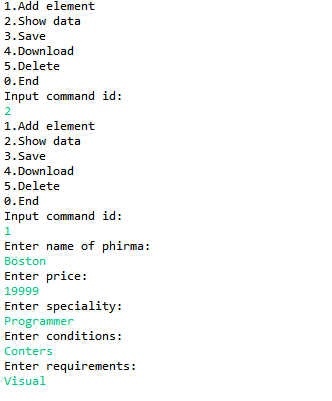 1.Add element
2.Show data
3.Save
4.Download
5.Delete
0.End
Input command id:
2
1.Add element
2.Show data
3.Save
4.Download
5.Delete
0.End
Input command id:
1
Enter name of phirma:
Boston
Enter price:
19999
Enter speciality:
Programmer
Enter conditions:
Conters
Enter requirements:
Visual